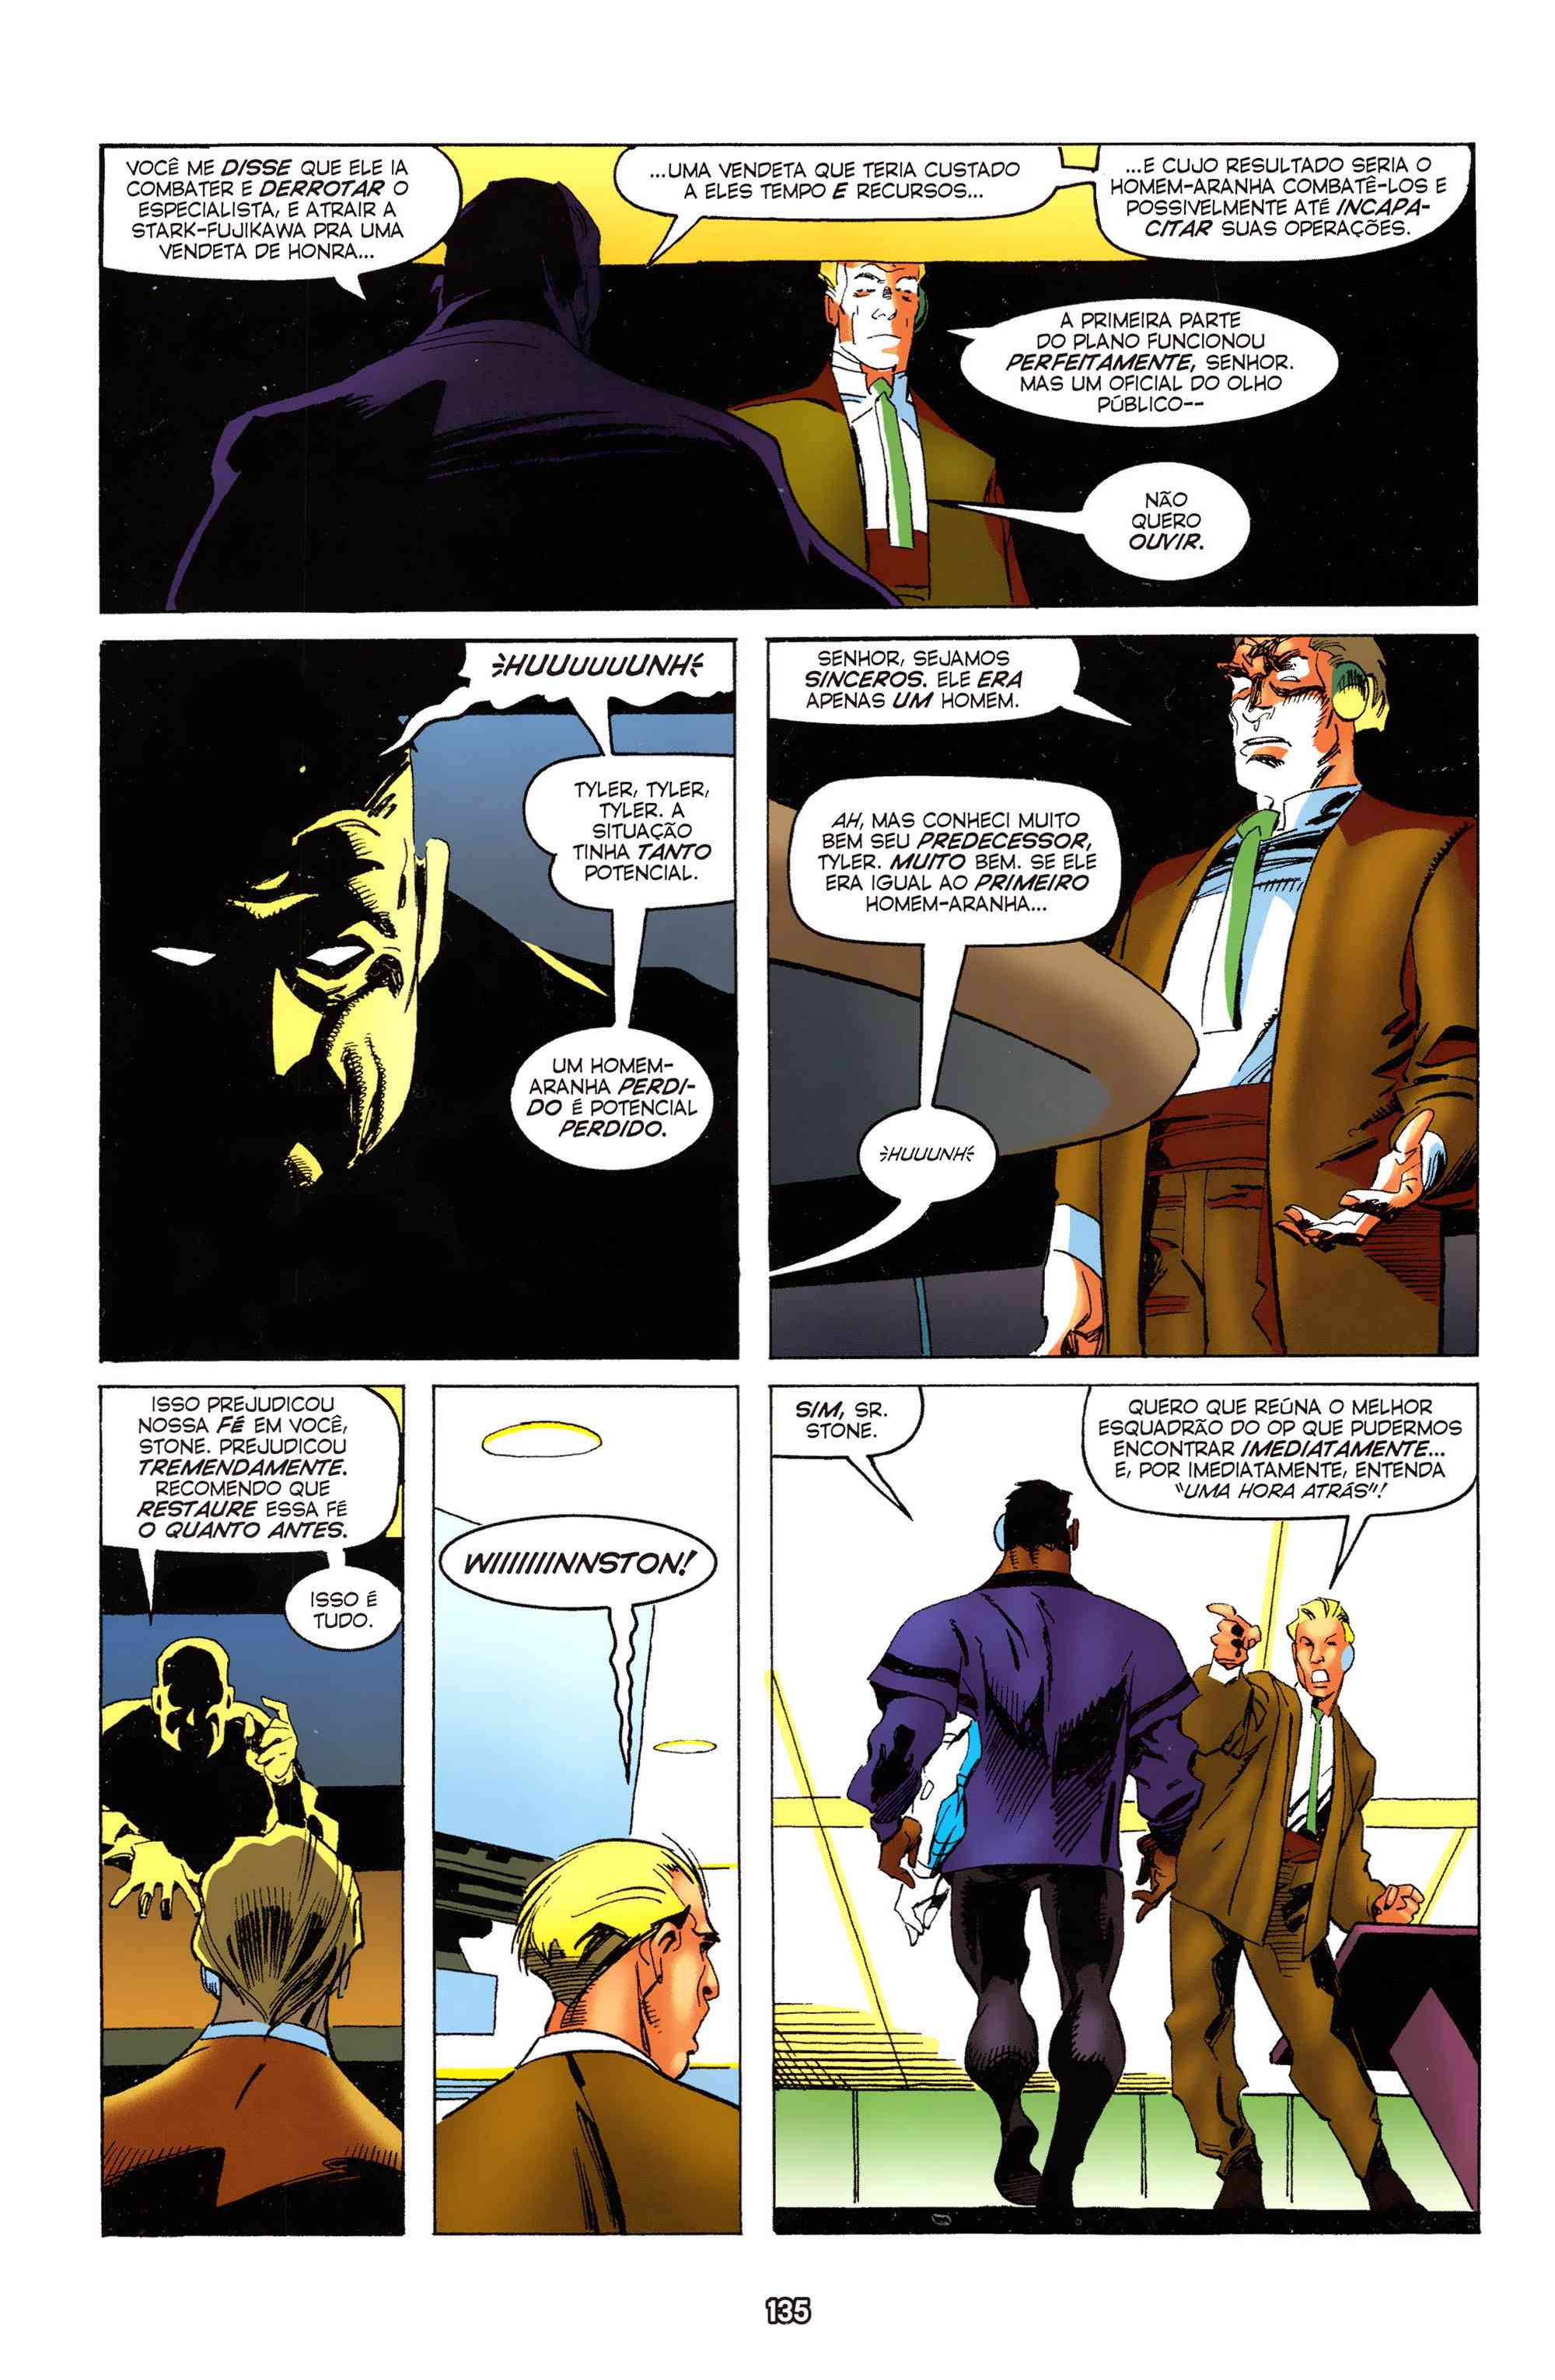 VOCÊ ME DISSE QUE ELE IA
COMBATER E DERROTAR O
ESPECIALISTA, E ATRAIR A
STARK-FUJIKAWA PRA UMA
VENDETA DE HONRA...
...UMA VENDETA QUE TERIA CUSTADO
A ELES TEMPO E RECURSOS...
...E CUJO RESULTADO SERIA O
HOMEM-ARANHA COMBATÊ-LOS E
POSSIVELMENTE ATÉ INCAPA-
CITAR SUAS OPERAÇÕES.
A PRIMEIRA PARTE
DO PLANO FUNCIONOU
PERFEITAMENTE, SENHOR.
MAS UM OFICIAL DO OLHO
PÚBLICO--
NÃO
QUERO
OUVIR.
HUUUUUUNH
TYLER, TYLER,
TYLER. A
SITUAÇÃO
TINHA TANTO
POTENCIAL.
UM HOMEM-
ARANHA PERDI-
DO É POTENCIAL
PERDIDO.
SENHOR, SEJAMOS
SINCEROS. ELE ERA
APENAS UM HOMEM.
AH, MAS CONHECI MUITO
BEM SEU PREDECESSOR,
TYLER. MUITO BEM. SE ELE
ERA IGUAL AO PRIMEIRO
HOMEM-ARANHA...
HUUUNH
ISSO PREJUDICOU
NOSSA FÉ EM VOCÊ,
STONE. PREJUDICOU
TREMENDAMENTE.
RECOMENDO QUE
RESTAURE ESSA FÉ
O QUANTO ANTES.
ISSO É
TUDO.
WIIIIIIINNSTON!
SIM, SR.
STONE.
QUERO QUE REÚNA O MELHOR
ESQUADRÃO DO OP QUE PUDERMOS
ENCONTRAR IMEDIATAMENTE...
E, POR IMEDIATAMENTE, ENTENDA
"UMA HORA ATRÁS"!
135